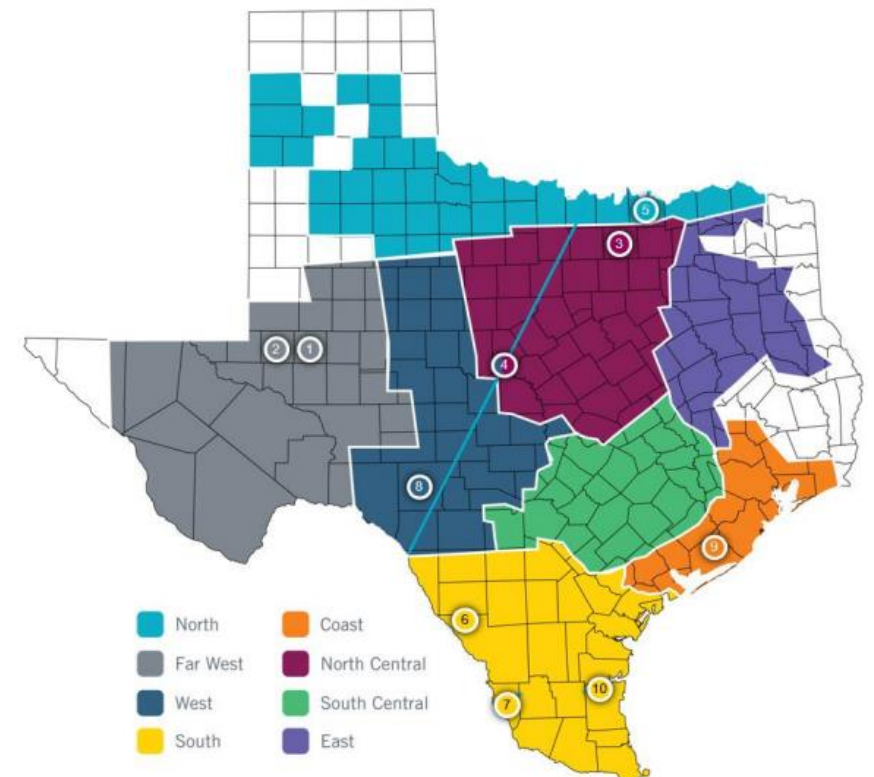 5
3
2
1
4
8
9
6
10
7
North
Coast
Far West
North Central
West
South Central
South
East